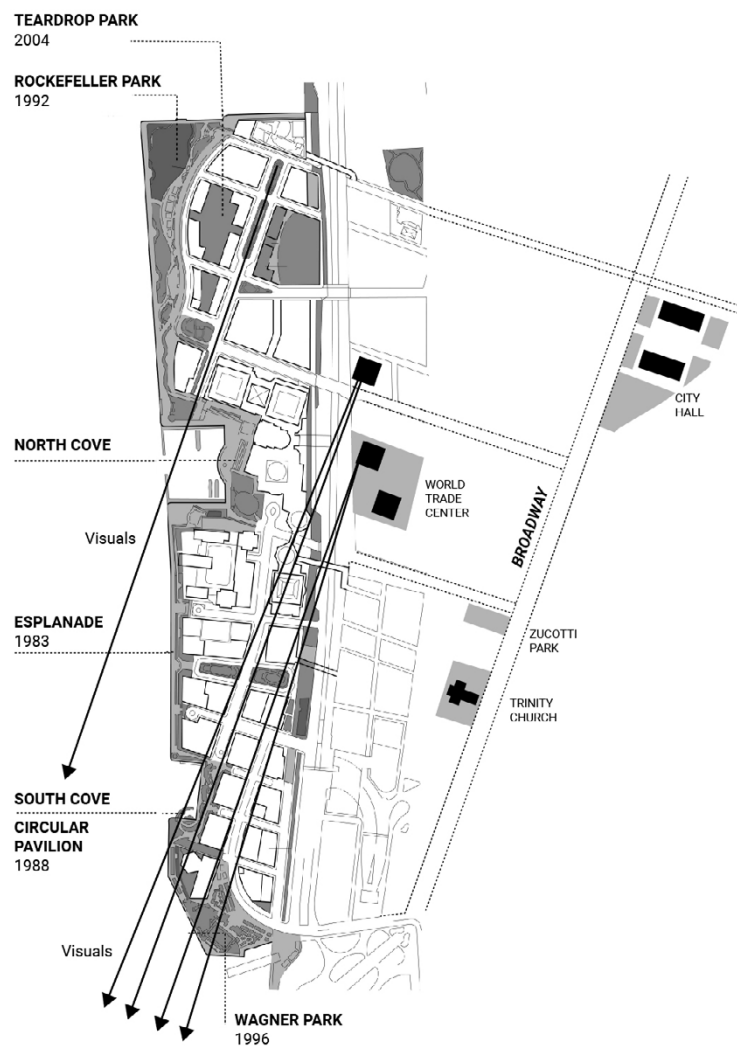 TEARDROP PARK
2004
ROCKEFELLER PARK
1992
CITY
HALL
NORTH COVE
WORLD
TRADE
CENTER
BROADWAY
Visuals
ESPLANADE
1983
ZUCOTTI
PARK
TRINITY
CHURCH
SOUTH COVE
CIRCULAR
PAVILION
1988
Visuals
WAGNER PARK
1996